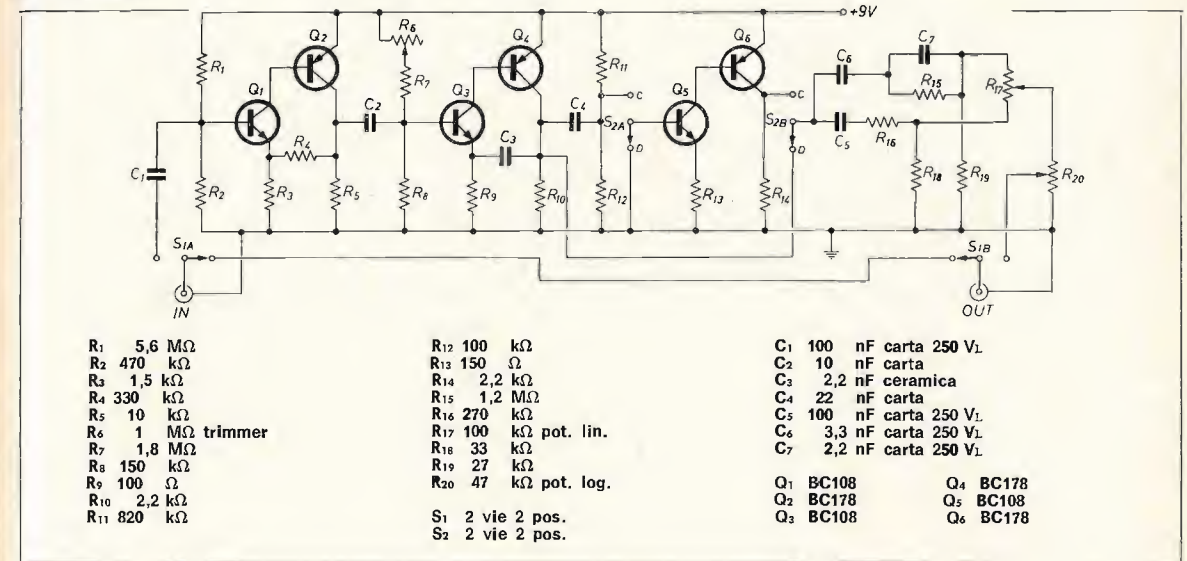 +9V
Q2
R6
Q4
Q6
C7
R1
Q1
R7
Q3
R11
C
Q5
C6
R15
R17
C2
C4
S2A
C
S2B
R4
C3
D
D
C5
R16
C1
R2
R3
R5
R8
R9
R10
R12
R13
R14
R18
R19
R20
S1A
S1B
IN
OUT
R1 5,6 MΩ
R2 470 kΩ
R3 1,5 kΩ
R4 330 kΩ
R5 10 kΩ
R6 1 MΩ trimmer
R7 1,8 MΩ
R8 150 kΩ
R9 100 Ω
R10 2,2 kΩ
R11 820 kΩ
R12 100 kΩ
R13 150 Ω
R14 2,2 kΩ
R15 1,2 MΩ
R16 270 kΩ
R17 100 kΩ pot. lin.
R18 33 kΩ
R19 27 kΩ
R20 47 kΩ pot. log.
S1 2 vie 2 pos.
S2 2 vie 2 pos.
C1 100 nF carta 250 VL
C2 10 nF carta
C3 2,2 nF ceramica
C4 22 nF carta
C5 100 nF carta 250 VL
C6 3,3 nF carta 250 VL
C7 2,2 nF carta 250 VL
Q1 BC108
Q2 BC178
Q3 BC108
Q4 BC178
Q5 BC108
Q6 BC178